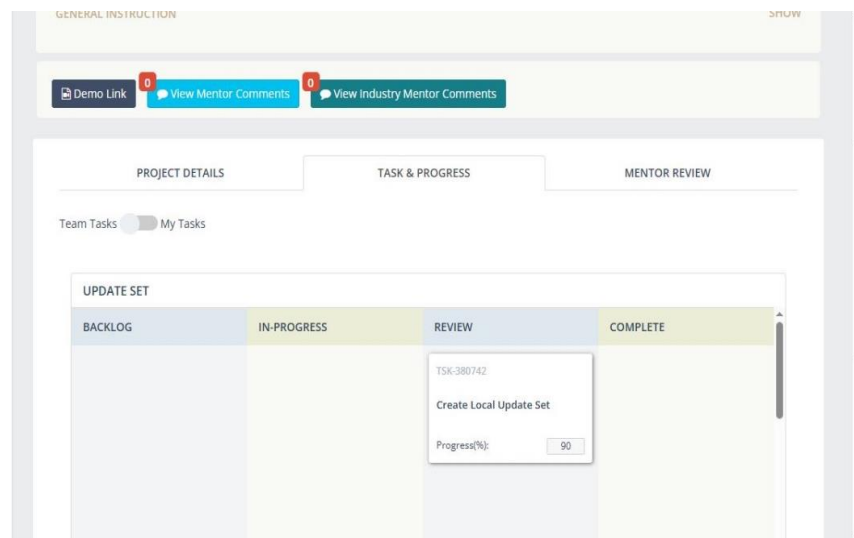 GENERAL INSTRUCTION SHOW
0 0
Demo Link View Mentor Comments View Industry Mentor Comments
PROJECT DETAILS TASK & PROGRESS MENTOR REVIEW
Team Tasks My Tasks
UPDATE SET
BACKLOG IN-PROGRESS REVIEW COMPLETE
TSK-380742
Create Local Update Set
Progress(%): 90